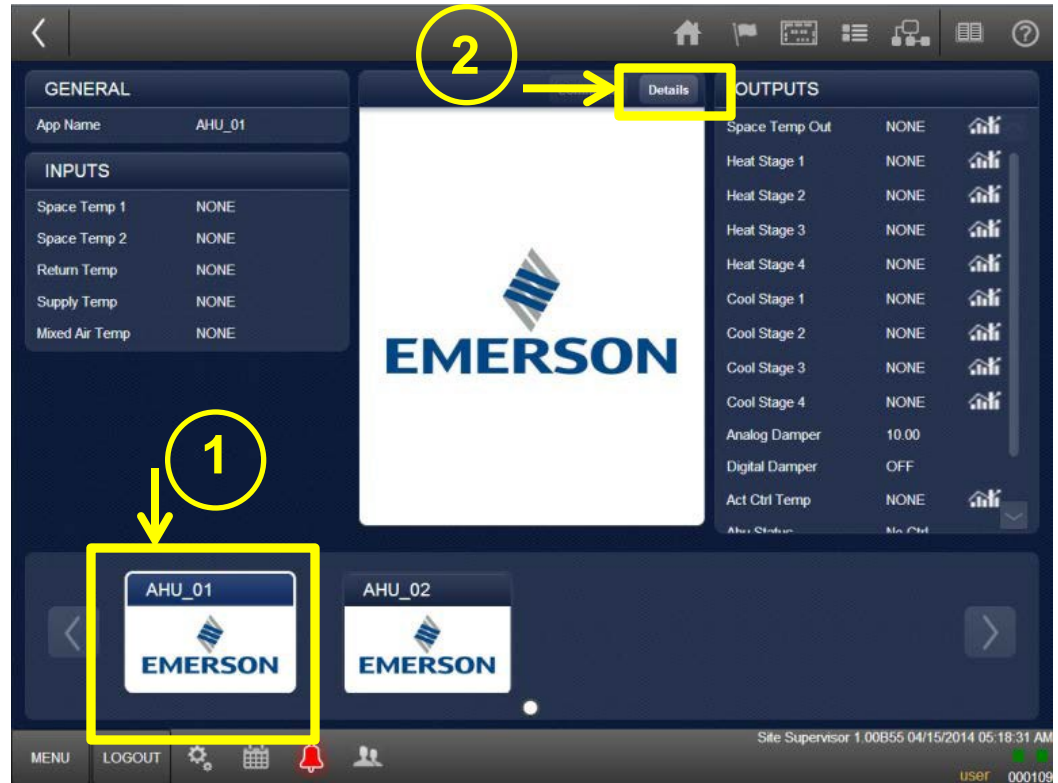 2
Details
GENERAL
App Name AHU_01
INPUTS
Space Temp 1 NONE
Space Temp 2 NONE
Return Temp NONE
Supply Temp NONE
Mixed Air Temp NONE
EMERSON
OUTPUTS
Space Temp Out NONE
Heat Stage 1 NONE
Heat Stage 2 NONE
Heat Stage 3 NONE
Heat Stage 4 NONE
Cool Stage 1 NONE
Cool Stage 2 NONE
Cool Stage 3 NONE
Cool Stage 4 NONE
Analog Damper 10.00
Digital Damper OFF
Act Ctrl Temp NONE
Ahu Status No Ctrl
1
AHU_01
EMERSON
AHU_02
EMERSON
MENU LOGOUT
Site Supervisor 1.00B55 04/15/2014 05:18:31 AM
user 000109